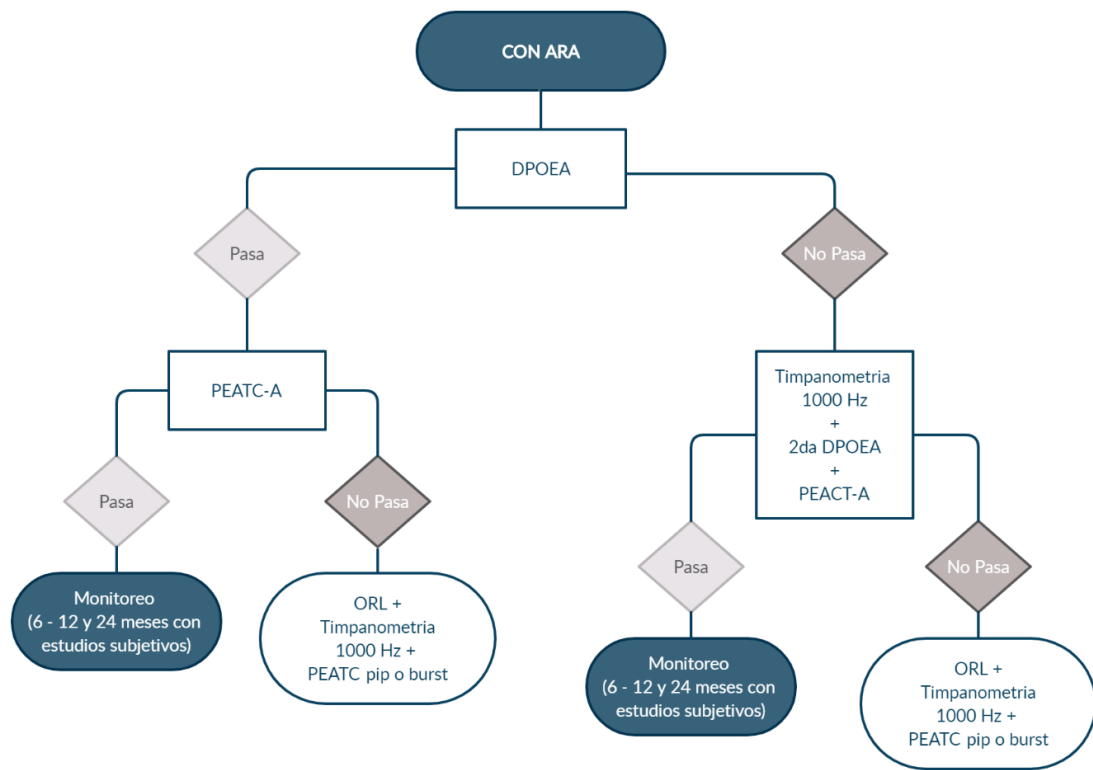 CON ARA
DPOEA
Pasa
No Pasa
PEATC-A
Timpanometria
1000 Hz
+
2da DPOEA
+
PEACT-A
Pasa
No Pasa
Pasa
No Pasa
Monitoreo
(6 - 12 y 24 meses con
estudios subjetivos)
ORL +
Timpanometria
1000 Hz +
PEATC pip o burst
Monitoreo
(6 - 12 y 24 meses con
estudios subjetivos)
ORL +
Timpanometria
1000 Hz +
PEATC pip o burst